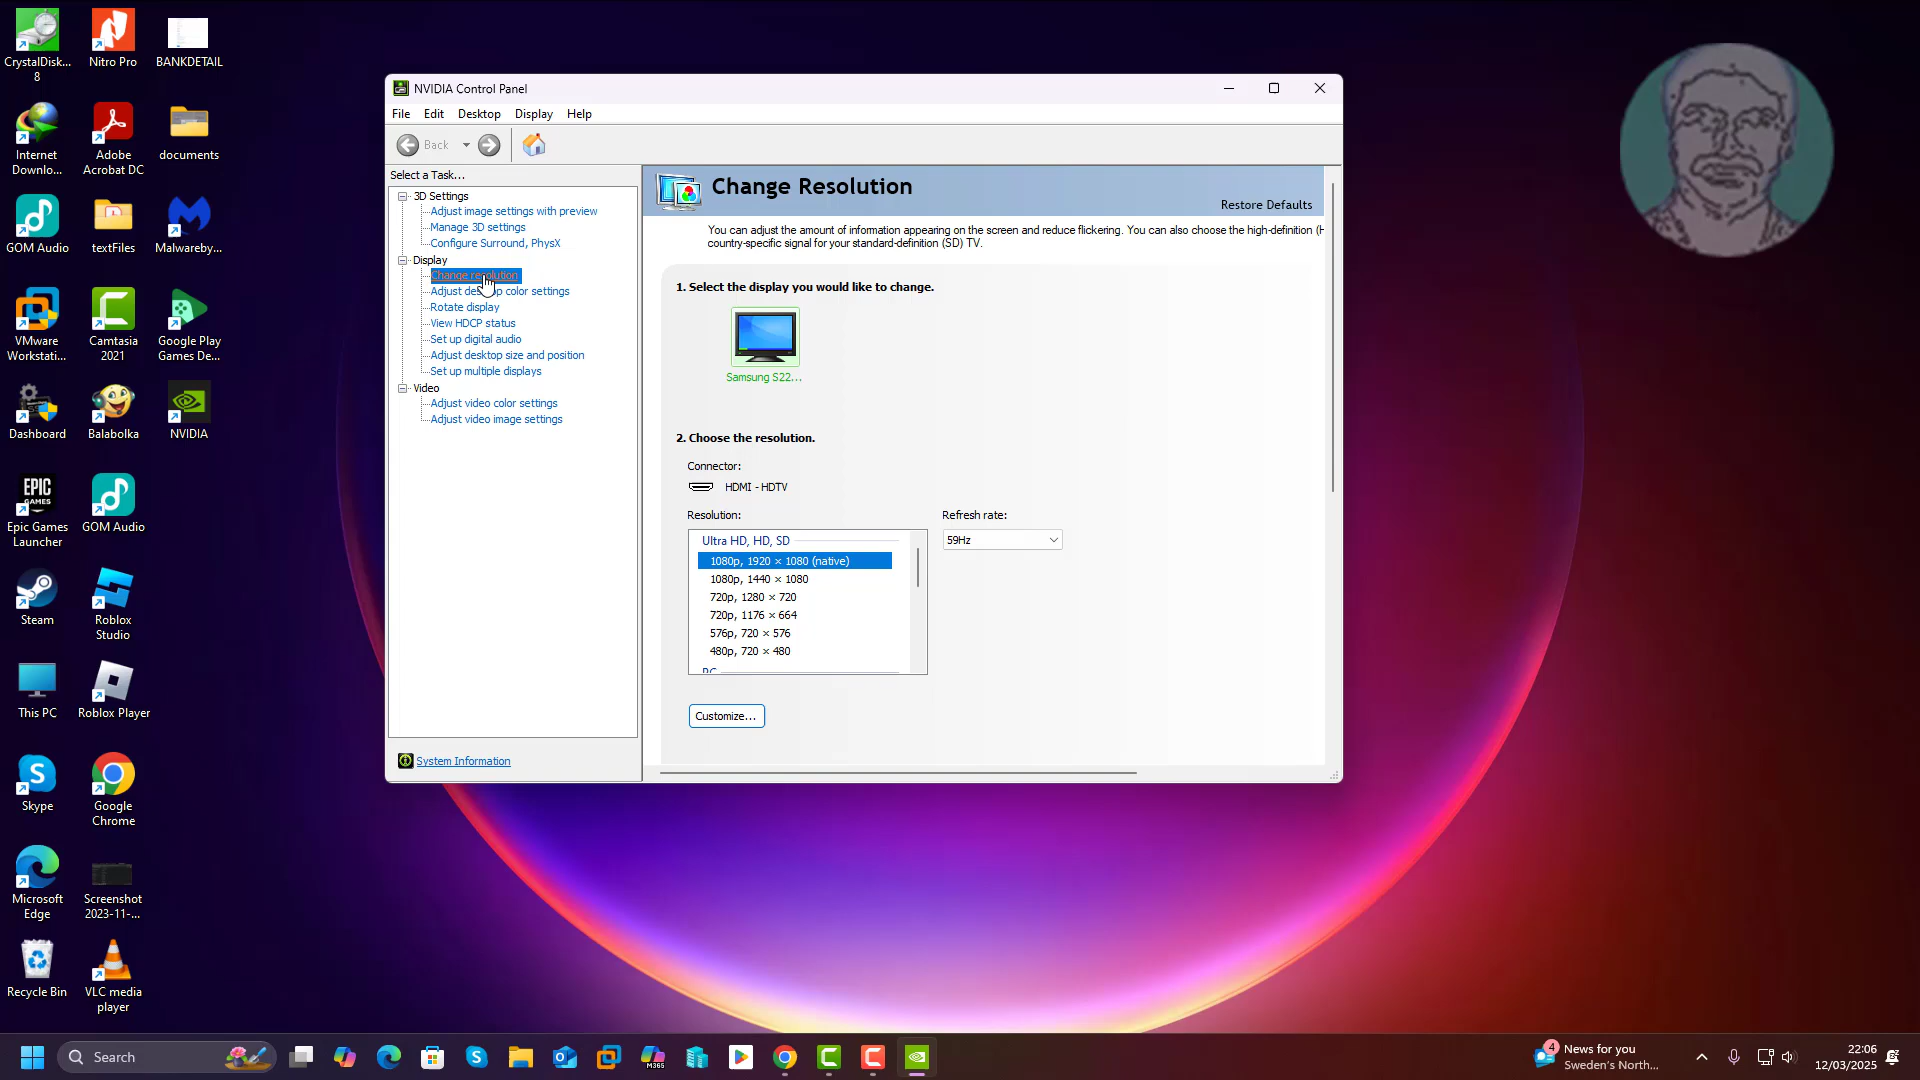 CrystalDisk...
8
Nitro Pro
BANKDETAIL
Internet
Downlo...
Adobe
Acrobat DC
documents
GOM Audio
textFiles
Malwareby...
VMware
Workstati...
Camtasia
2021
Google Play
Games De...
Dashboard
Balabolka
NVIDIA
EPIC
GAMES
Epic Games
Launcher
GOM Audio
Steam
Roblox
Studio
This PC
Roblox Player
Skype
Google
Chrome
Microsoft
Edge
Screenshot
2023-11-...
Recycle Bin
VLC media
player
NVIDIA Control Panel
File Edit Desktop Display Help
Back
Select a Task...
3D Settings
Adjust image settings with preview
Manage 3D settings
Configure Surround, PhysX
Display
Change resolution
Adjust desktop color settings
Rotate display
View HDCP status
Set up digital audio
Adjust desktop size and position
Set up multiple displays
Video
Adjust video color settings
Adjust video image settings
System Information
Change Resolution
Restore Defaults
You can adjust the amount of information appearing on the screen and reduce flickering. You can also choose the high-definition (H
country-specific signal for your standard-definition (SD) TV.
1. Select the display you would like to change.
Samsung S22...
2. Choose the resolution.
Connector:
HDMI - HDTV
Resolution:
Refresh rate:
59Hz
Ultra HD, HD, SD
1080p, 1920 × 1080 (native)
1080p, 1440 × 1080
720p, 1280 × 720
720p, 1176 × 664
576p, 720 × 576
480p, 720 × 480
PC
Customize...
Search
M365
4
News for you
Sweden's North...
22:06
12/03/2025